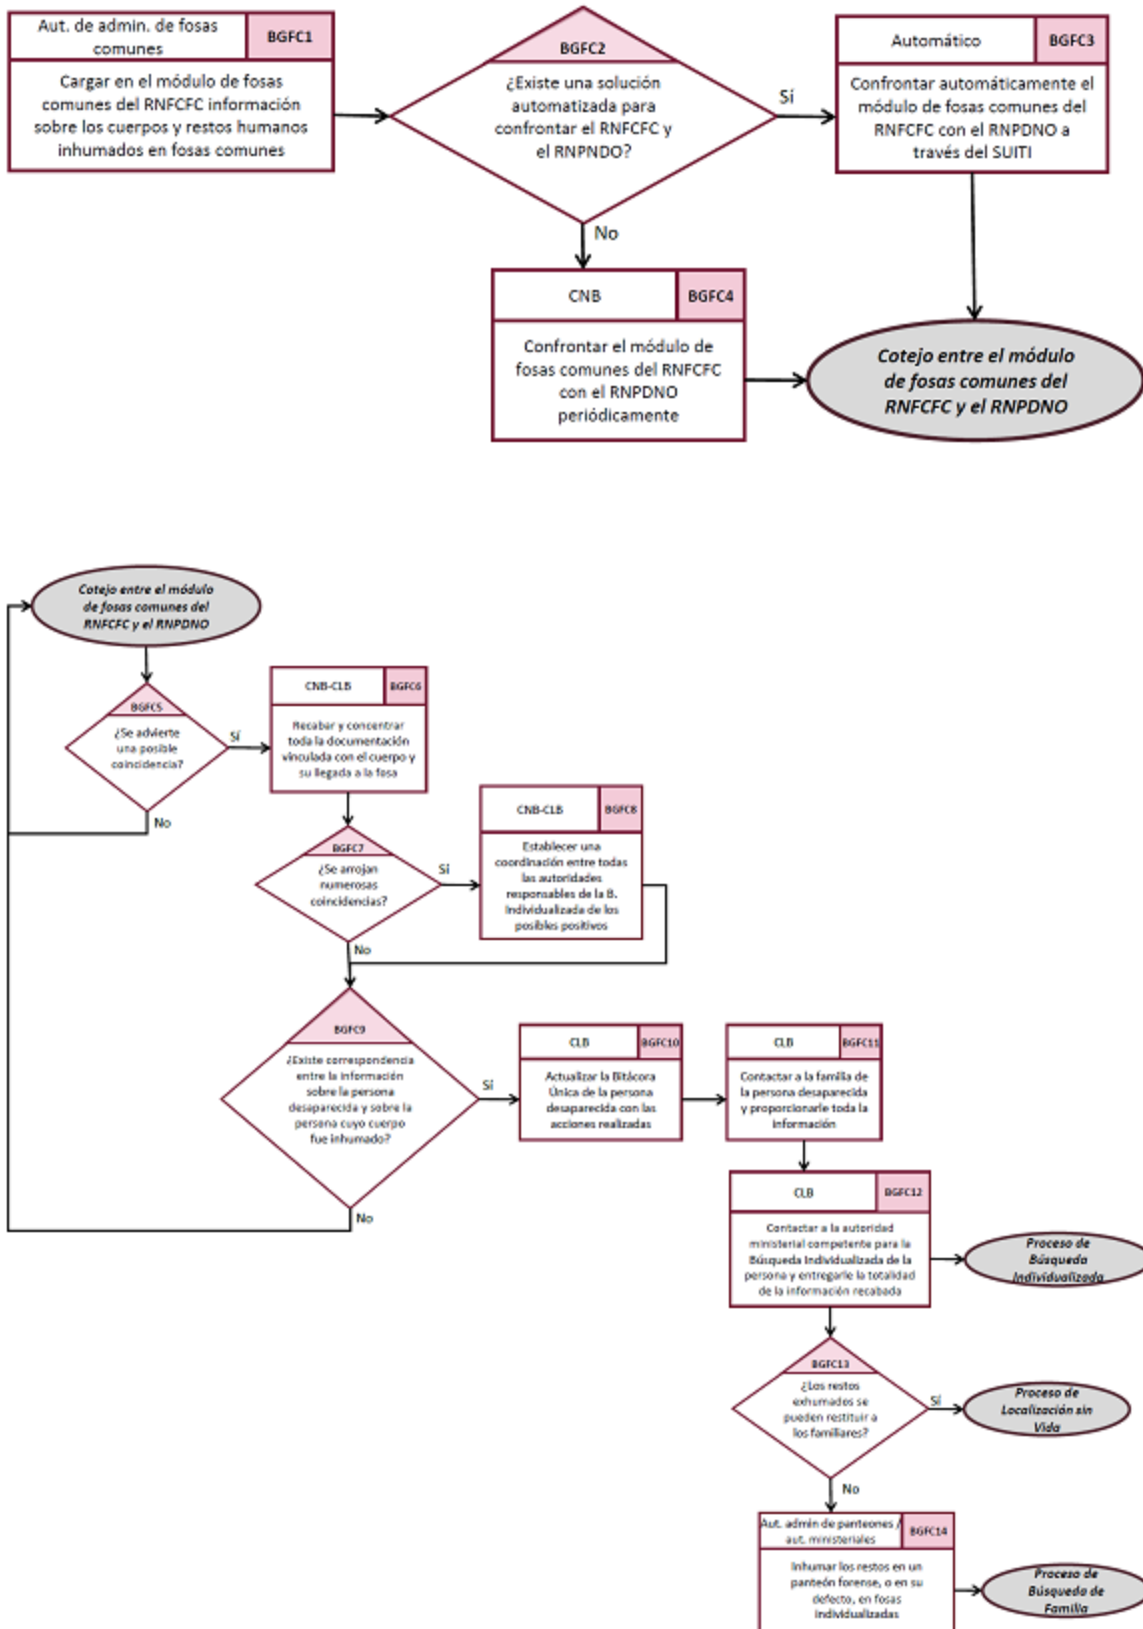 Aut. de admin. de fosas
comunes
BGFC1
Cargar en el módulo de fosas
comunes del RNFCFC información
sobre los cuerpos y restos humanos
inhumados en fosas comunes
BGFC2
¿Existe una solución
automatizada para
confrontar el RNFCFC y
el RNPNDO?
Sí
No
Automático
BGFC3
Confrontar automáticamente el
módulo de fosas comunes del
RNFCFC con el RNPDNO a
través del SUITI
CNB
BGFC4
Confrontar el módulo de
fosas comunes del RNFCFC
con el RNPDNO
periódicamente
Cotejo entre el módulo
de fosas comunes del
RNFCFC y el RNPDNO
Cotejo entre el módulo
de fosas comunes del
RNFCFC y el RNPDNO
BGFC5
¿Se advierte
una posible
coincidencia?
Sí
No
CNB-CLB
BGFC6
Recabar y concentrar
toda la documentación
vinculada con el cuerpo y
su llegada a la fosa
BGFC7
¿Se arrojan
numerosas
coincidencias?
Sí
No
CNB-CLB
BGFC8
Establecer una
coordinación entre todas
las autoridades
responsables de la B.
Individualizada de los
posibles positivos
BGFC9
¿Existe correspondencia
entre la información
sobre la persona
desaparecida y sobre la
persona cuyo cuerpo
fue inhumado?
Sí
No
CLB
BGFC10
Actualizar la Bitácora
Única de la persona
desaparecida con las
acciones realizadas
CLB
BGFC11
Contactar a la familia de
la persona desaparecida
y proporcionarle toda la
información
CLB
BGFC12
Contactar a la autoridad
ministerial competente para la
Búsqueda Individualizada de la
persona y entregarle la totalidad
de la información recabada
Proceso de
Búsqueda
Individualizada
BGFC13
¿Los restos
exhumados se
pueden restituir a
los familiares?
Sí
No
Proceso de
Localización sin
Vida
Aut. admin de panteones /
aut. ministeriales
BGFC14
Inhumar los restos en un
panteón forense, o en su
defecto, en fosas
individualizadas
Proceso de
Búsqueda de
Familia